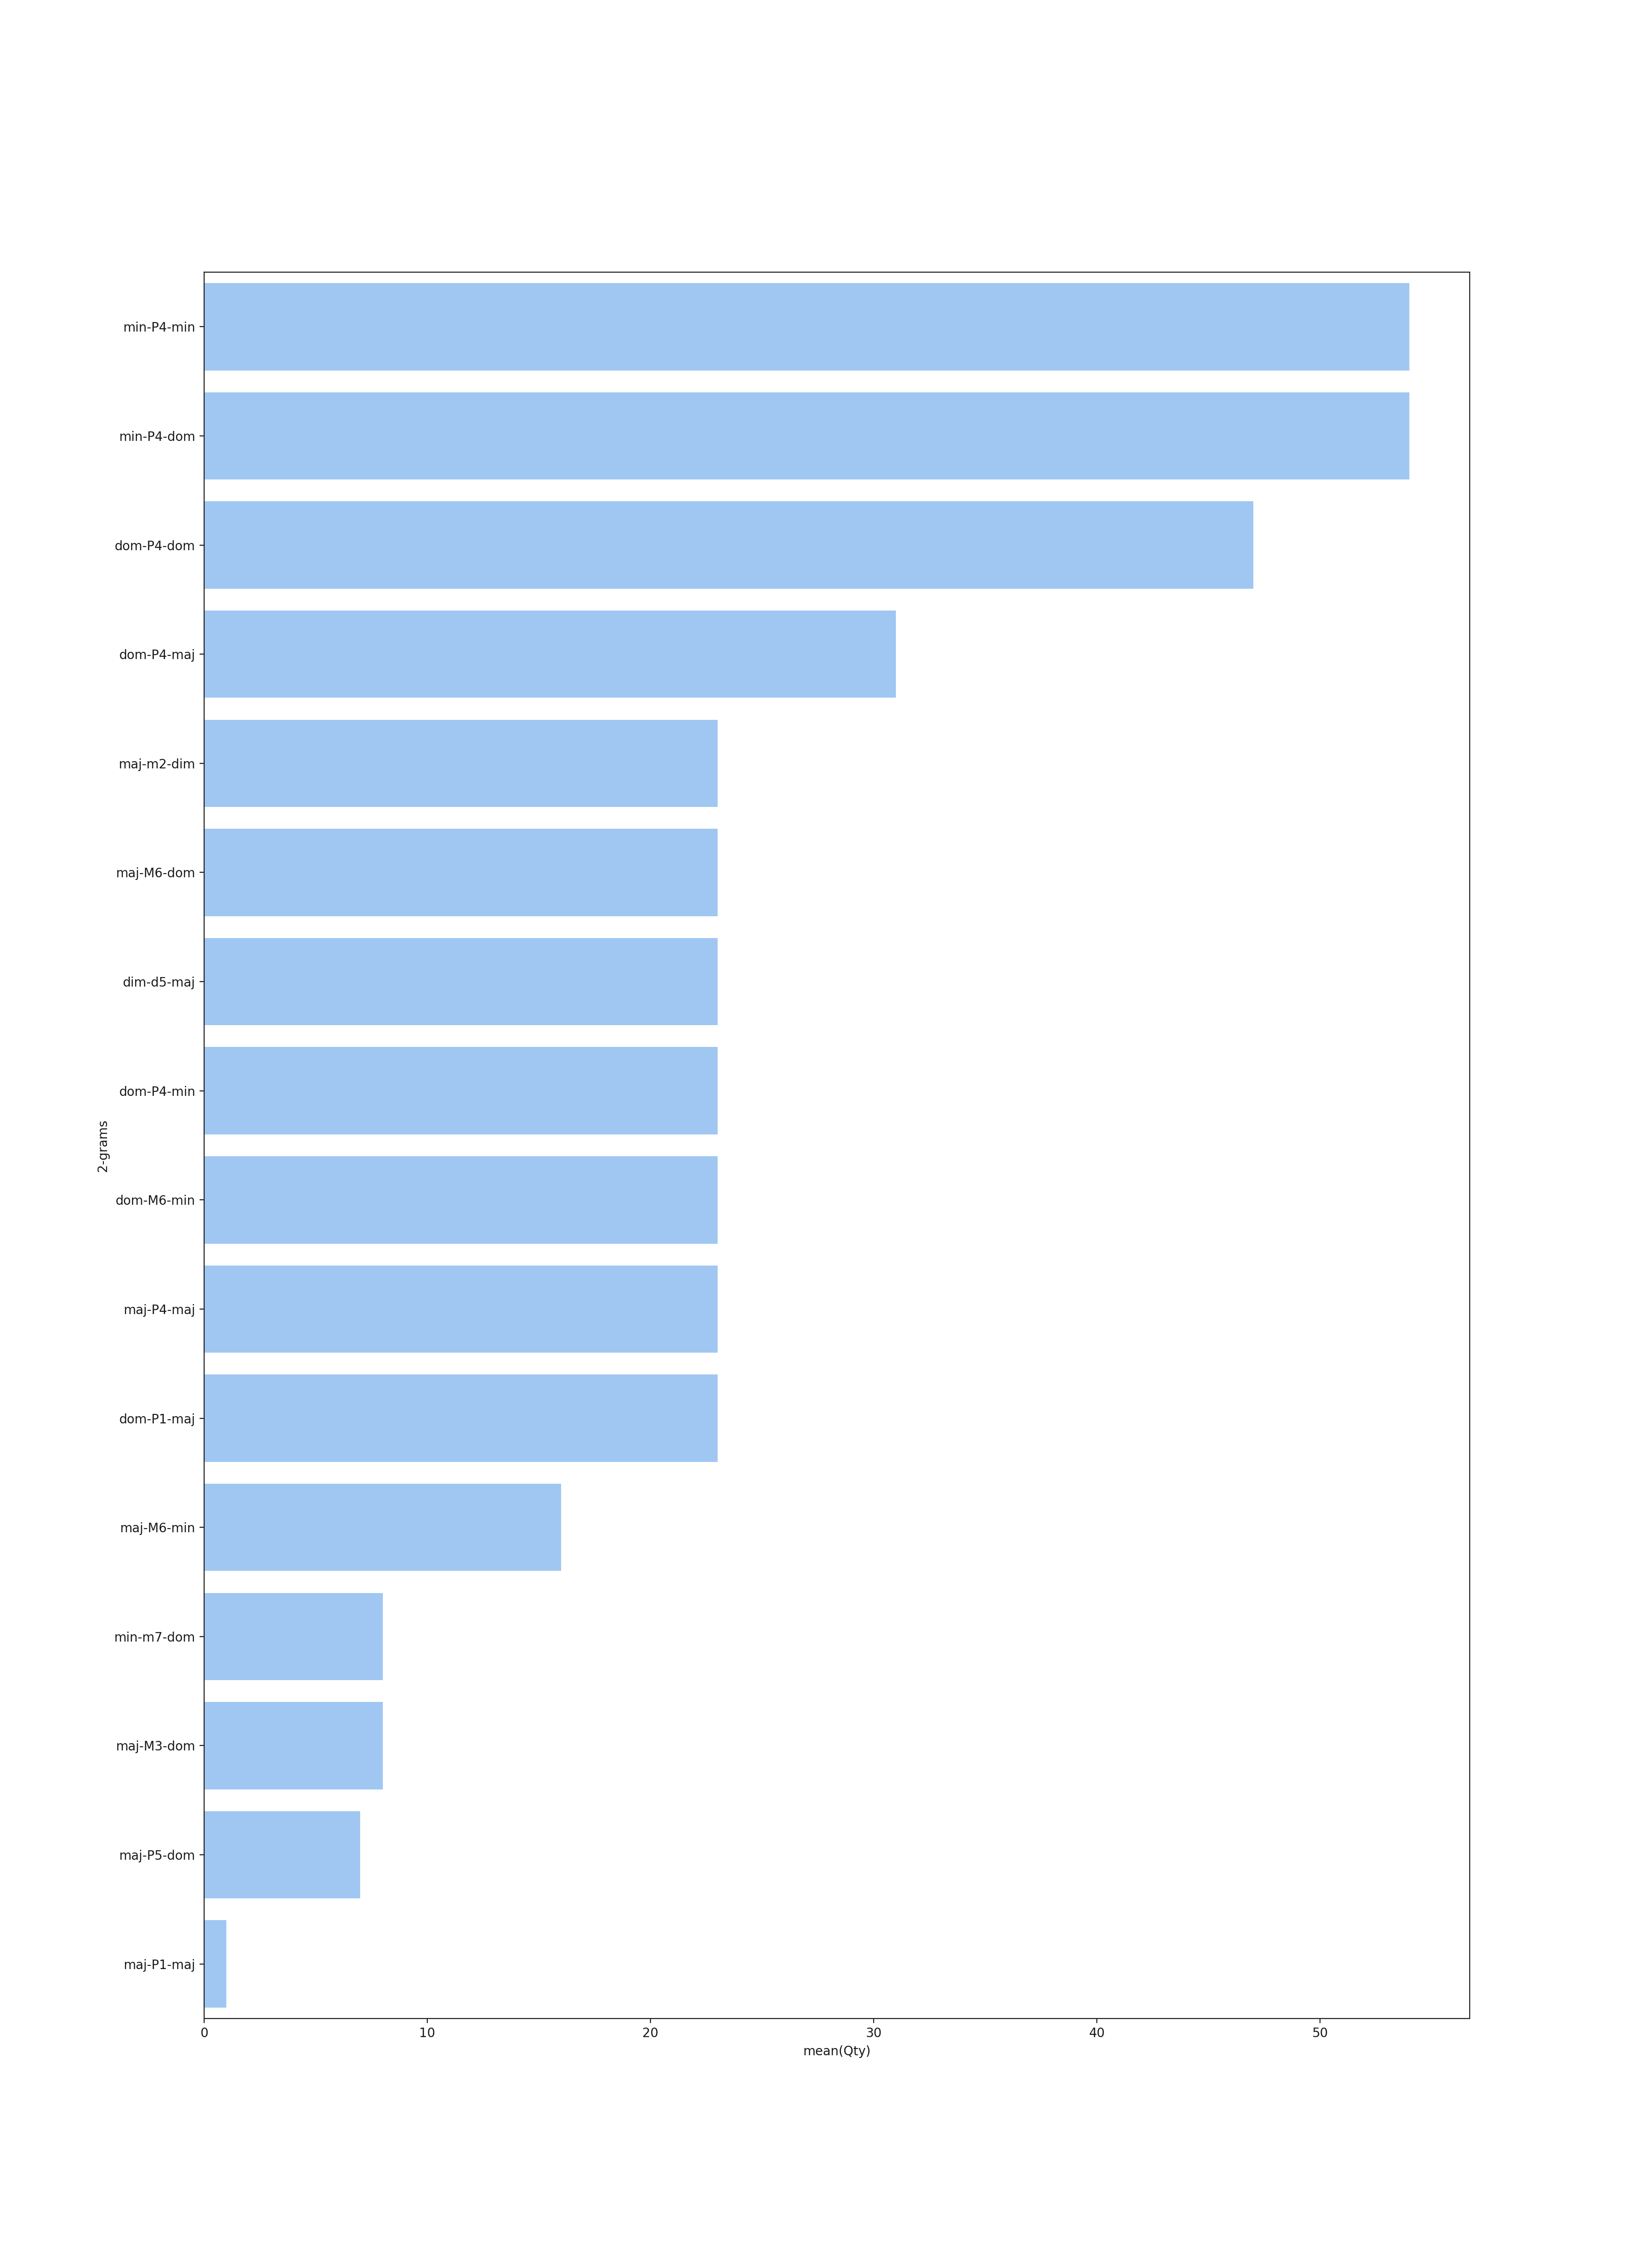 min-P4-min
min-P4-dom
dom-P4-dom
dom-P4-maj
maj-m2-dim
maj-M6-dom
dim-d5-maj
dom-P4-min
2-grams
dom-M6-min
maj-P4-maj
dom-P1-maj
maj-M6-min
min-m7-dom
maj-M3-dom
maj-P5-dom
maj-P1-maj
0 10 20 30 40 50
mean(Qty)